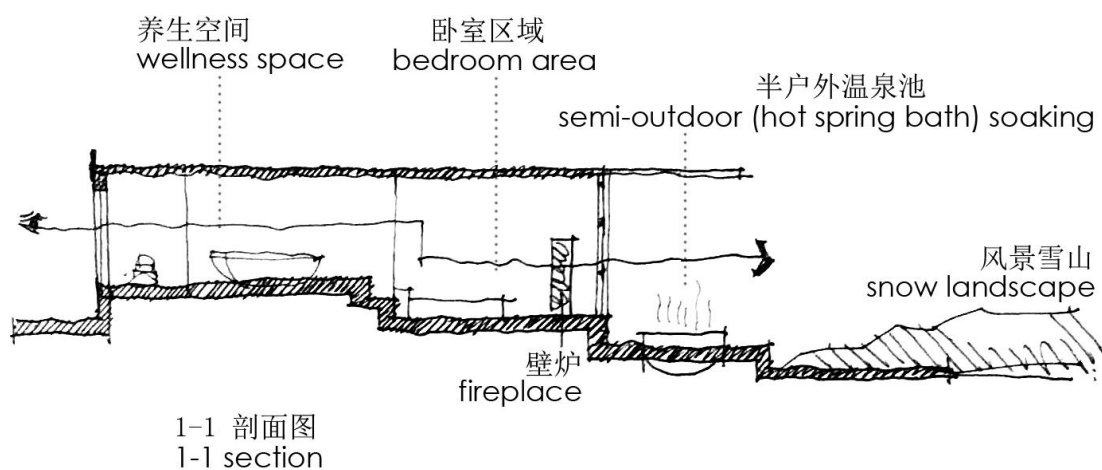 养生空间
wellness space
卧室区域
bedroom area
半户外温泉池
semi-outdoor (hot spring bath) soaking
风景雪山
snow landscape
壁炉
fireplace
1-1 剖面图
1-1 section